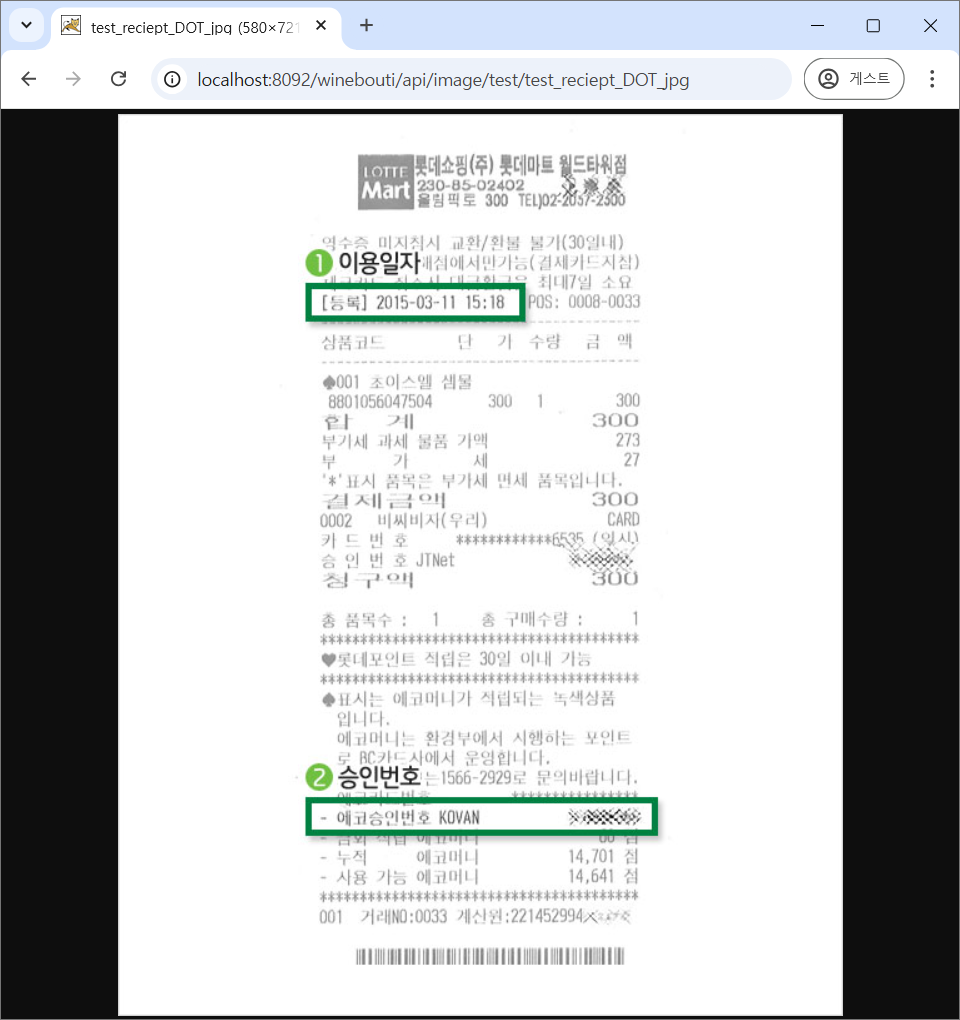 test_reciept_DOT_jpg (580×721
localhost:8092/winebouti/api/image/test/test_reciept_DOT_jpg
게스트
LOTTE Mart
롯데쇼핑(주) 롯데마트 월드타워점
230-85-02402
올림픽로 300 TEL)02-2057-2500
영수증 미지참시 교환/환불 불가(30일내)
1 이용일자 매점에서만가능(결제카드지참)
최대7일 소요
[등록] 2015-03-11 15:18 POS: 0008-0033
상품코드 단 가 수량 금 액
♠001 초이스엘 샘물
8801056047504 300 1 300
합 계 300
부가세 과세 물품 가액 273
부 가 세 27
'*'표시 품목은 부가세 면세 품목입니다.
결제금액 300
0002 비씨비자(우리) CARD
카 드 번 호 ************6535 (일시)
승 인 번 호 JTNet
청구액 300
총 품목수 : 1 총 구매수량 : 1
****************************************
♥롯데포인트 적립은 30일 이내 가능
****************************************
♠표시는 에코머니가 적립되는 녹색상품
입니다.
에코머니는 환경부에서 시행하는 포인트
로 BC카드사에서 운영합니다.
2 승인번호 는1566-2929로 문의바랍니다.
에코카드번호 ****************
- 에코승인번호 KOVAN
- 금회 적립 에코머니 60 점
- 누적 에코머니 14,701 점
- 사용 가능 에코머니 14,641 점
****************************************
001 거래NO:0033 계산원:221452994